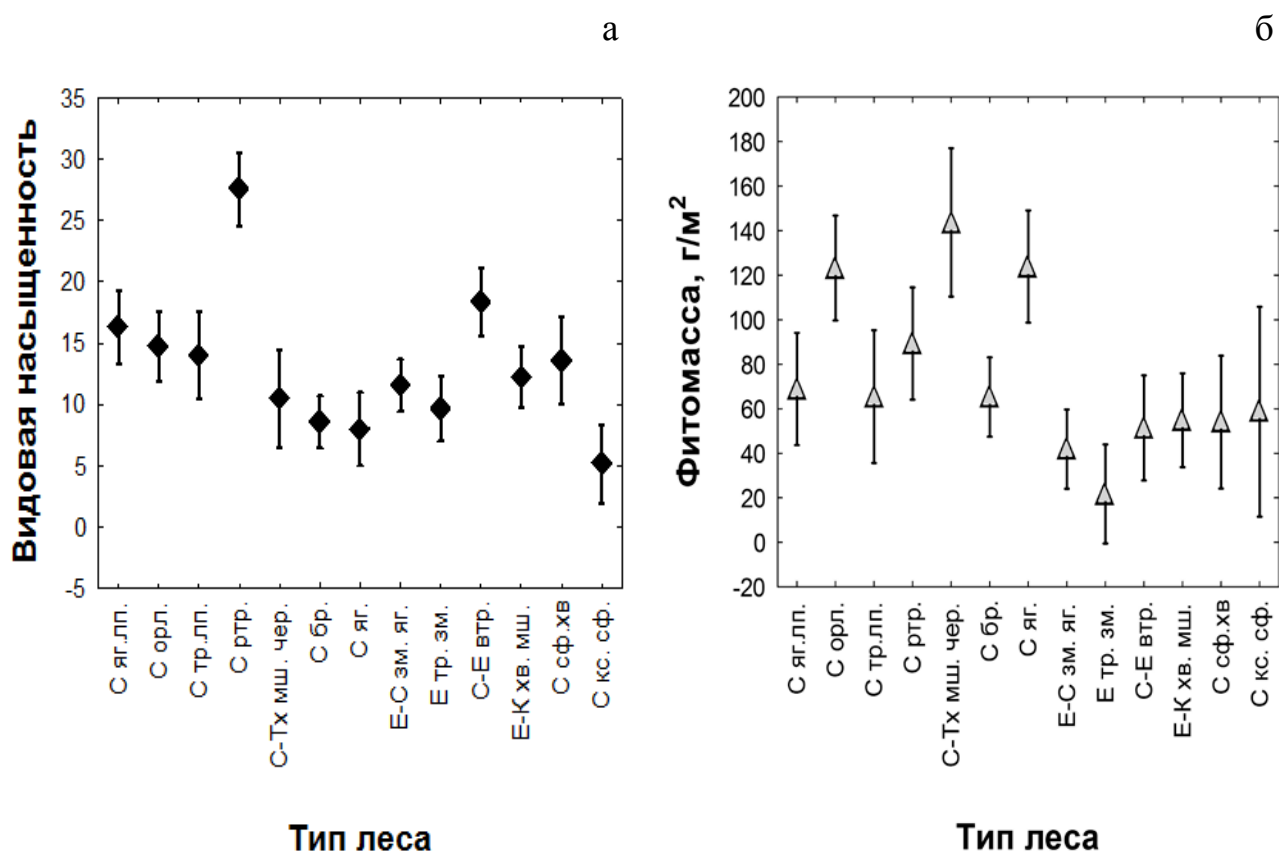 а
б
Видовая насыщенность
35
30
25
20
15
10
5
0
-5
С яг.лп.
С орл.
С тр.лп.
С ртр.
С-Тх мш. чер.
С бр.
С яг.
Е-С зм. яг.
Е тр. зм.
С-Е втр.
Е-К хв. мш.
С сф.хв
С кс. сф.
Тип леса
Фитомасса, г/м²
200
180
160
140
120
100
80
60
40
20
0
-20
С яг.лп.
С орл.
С тр.лп.
С ртр.
С-Тх мш. чер.
С бр.
С яг.
Е-С зм. яг.
Е тр. зм.
С-Е втр.
Е-К хв. мш.
С сф.хв
С кс. сф.
Тип леса